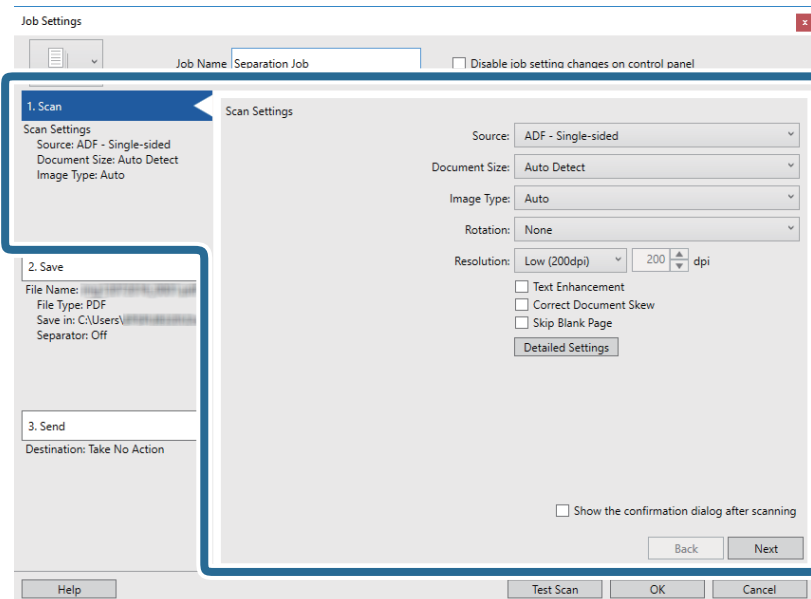 Job Settings
x
Job Name Separation Job
Disable job setting changes on control panel
1. Scan
Scan Settings
Source: ADF - Single-sided
Document Size: Auto Detect
Image Type: Auto
2. Save
File Name:
File Type: PDF
Save in: C:\Users\
Separator: Off
3. Send
Destination: Take No Action
Scan Settings
Source: ADF - Single-sided
Document Size: Auto Detect
Image Type: Auto
Rotation: None
Resolution: Low (200dpi) 200 dpi
Text Enhancement
Correct Document Skew
Skip Blank Page
Detailed Settings
Show the confirmation dialog after scanning
Back Next
Help Test Scan OK Cancel